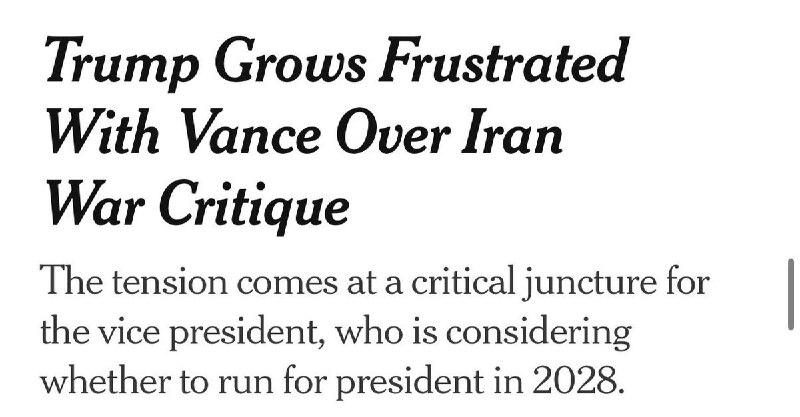 Trump Grows Frustrated
With Vance Over Iran
War Critique
The tension comes at a critical juncture for
the vice president, who is considering
whether to run for president in 2028.